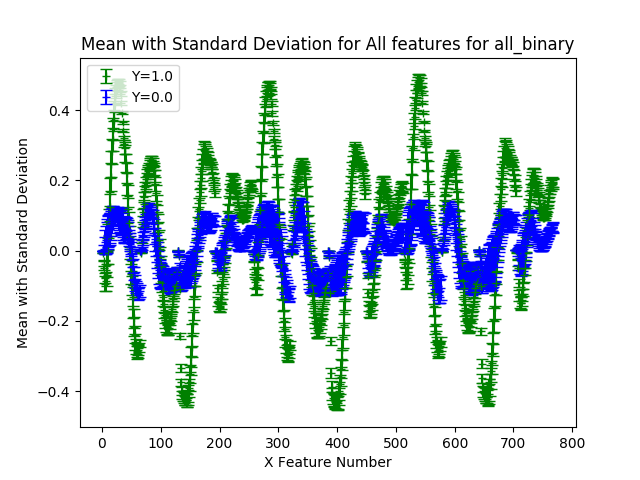 Mean with Standard Deviation for All features for all_binary
Y=1.0
Y=0.0
Mean with Standard Deviation
0.4
0.2
0.0
−0.2
−0.4
0 100 200 300 400 500 600 700 800
X Feature Number